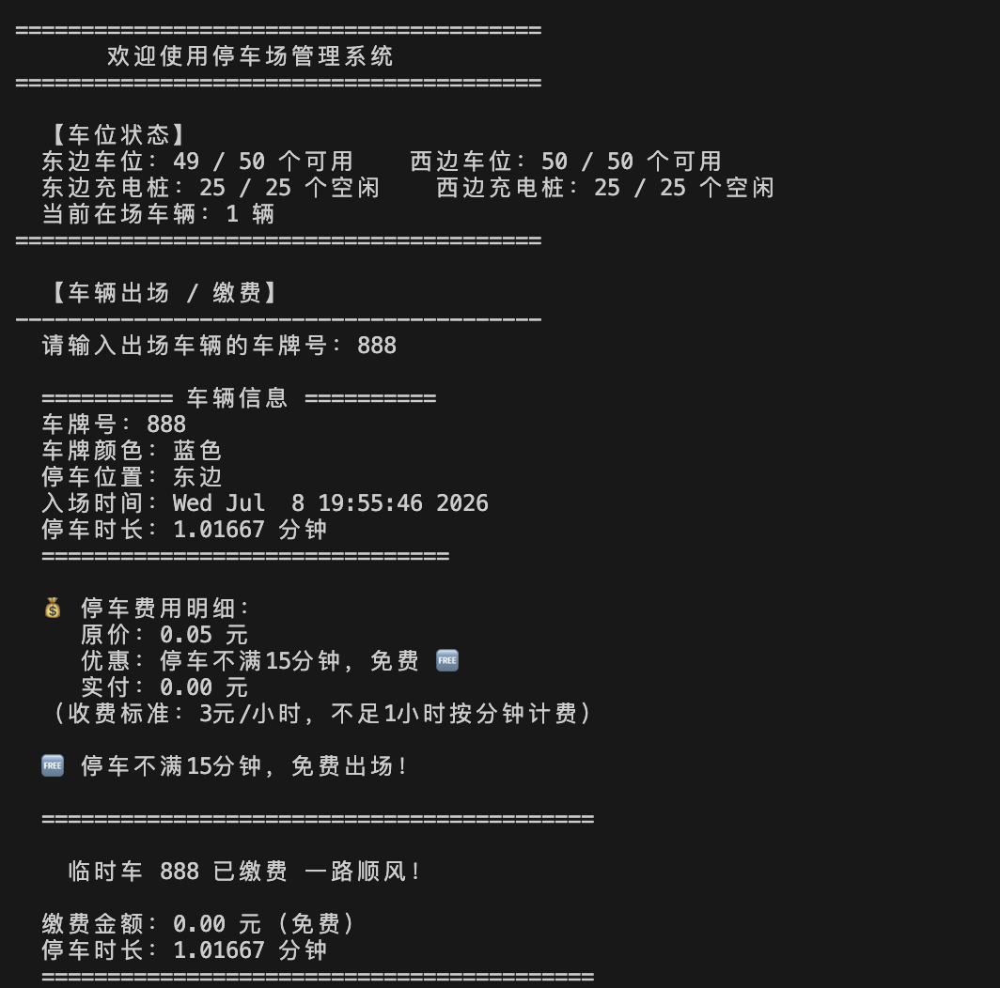 ========================================
欢迎使用停车场管理系统
========================================
【车位状态】
东边车位: 49 / 50 个可用    西边车位: 50 / 50 个可用
东边充电桩: 25 / 25 个空闲    西边充电桩: 25 / 25 个空闲
当前在场车辆: 1 辆
========================================
【车辆出场 / 缴费】
----------------------------------------
请输入出场车辆的车牌号: 888
========== 车辆信息 ==========
车牌号: 888
车牌颜色: 蓝色
停车位置: 东边
入场时间: Wed Jul  8 19:55:46 2026
停车时长: 1.01667 分钟
===============================
💰 停车费用明细:
原价: 0.05 元
优惠: 停车不满15分钟, 免费 🆓
实付: 0.00 元
(收费标准: 3元/小时, 不足1小时按分钟计费)
🆓 停车不满15分钟, 免费出场!
==========================================
临时车 888 已缴费 一路顺风!
缴费金额: 0.00 元 (免费)
停车时长: 1.01667 分钟
==========================================